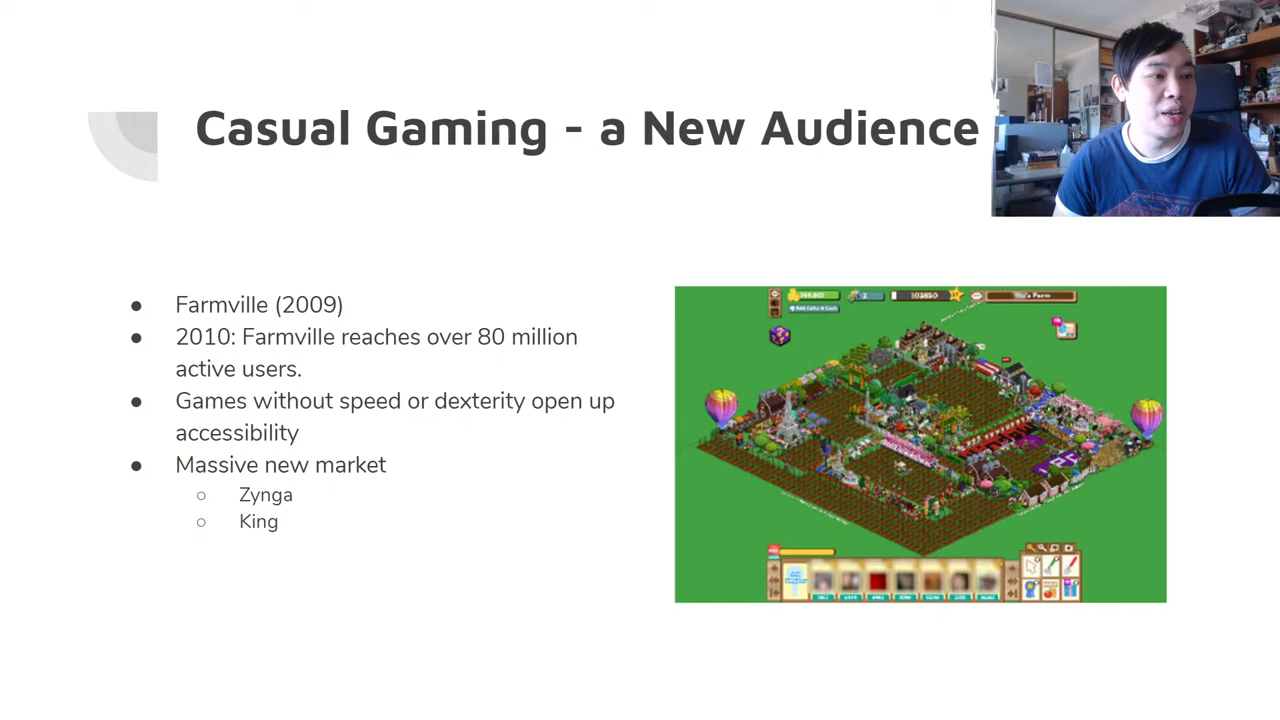 Casual Gaming - a New Audience
● Farmville (2009)
● 2010: Farmville reaches over 80 million
active users.
● Games without speed or dexterity open up
accessibility
● Massive new market
○ Zynga
○ King